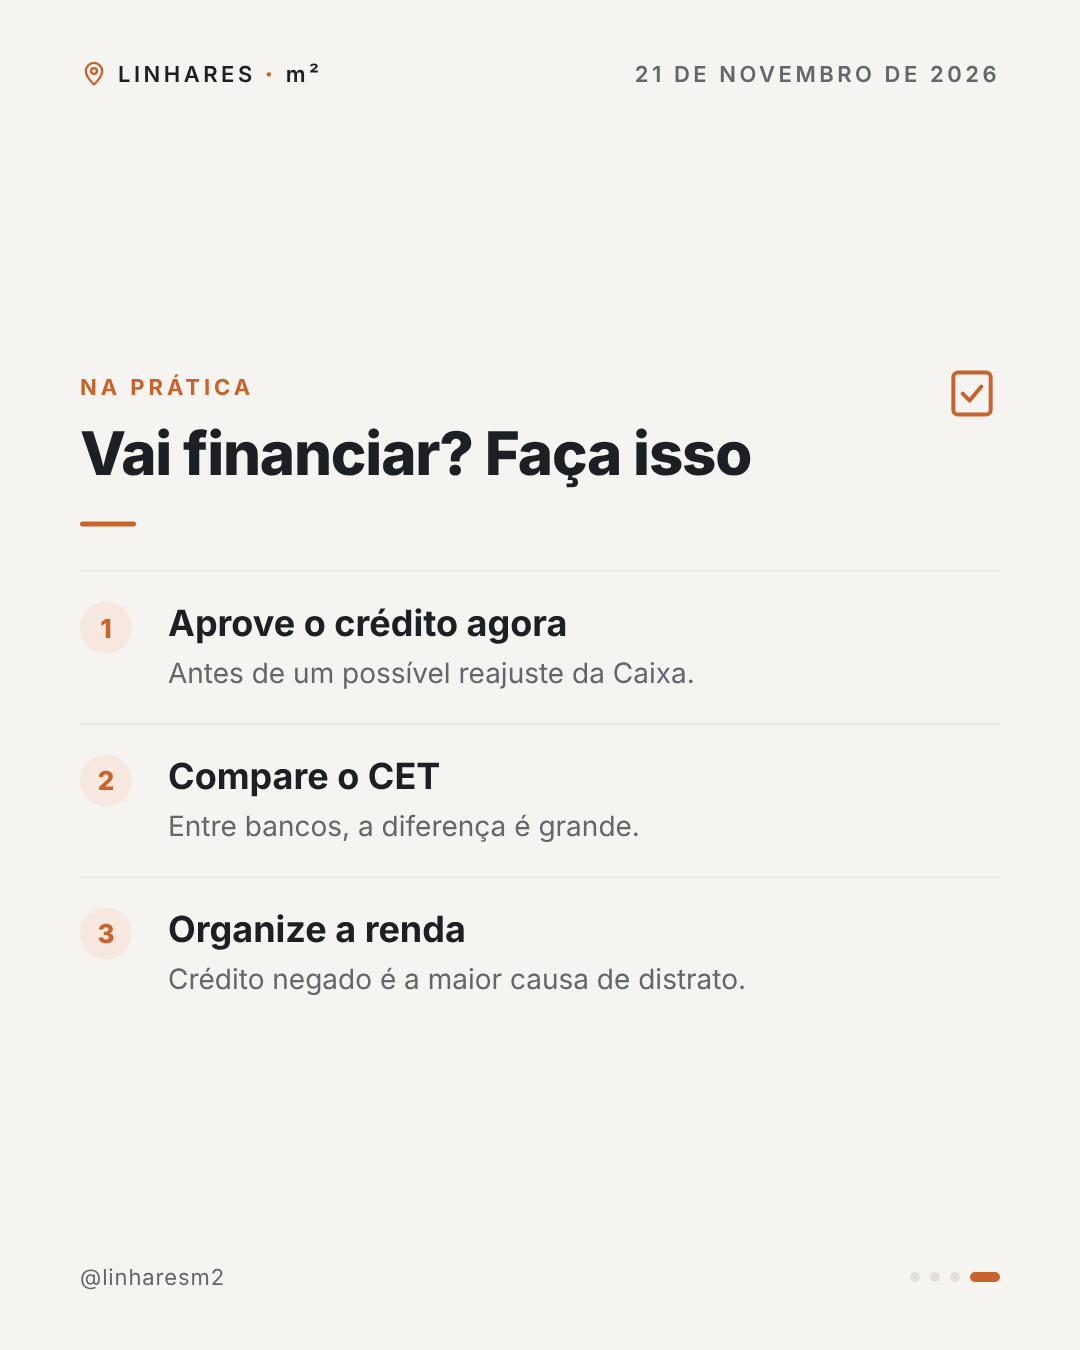 LINHARES · m²
21 DE NOVEMBRO DE 2026
NA PRÁTICA
Vai financiar? Faça isso
1
Aprove o crédito agora
Antes de um possível reajuste da Caixa.
2
Compare o CET
Entre bancos, a diferença é grande.
3
Organize a renda
Crédito negado é a maior causa de distrato.
@linharesm2